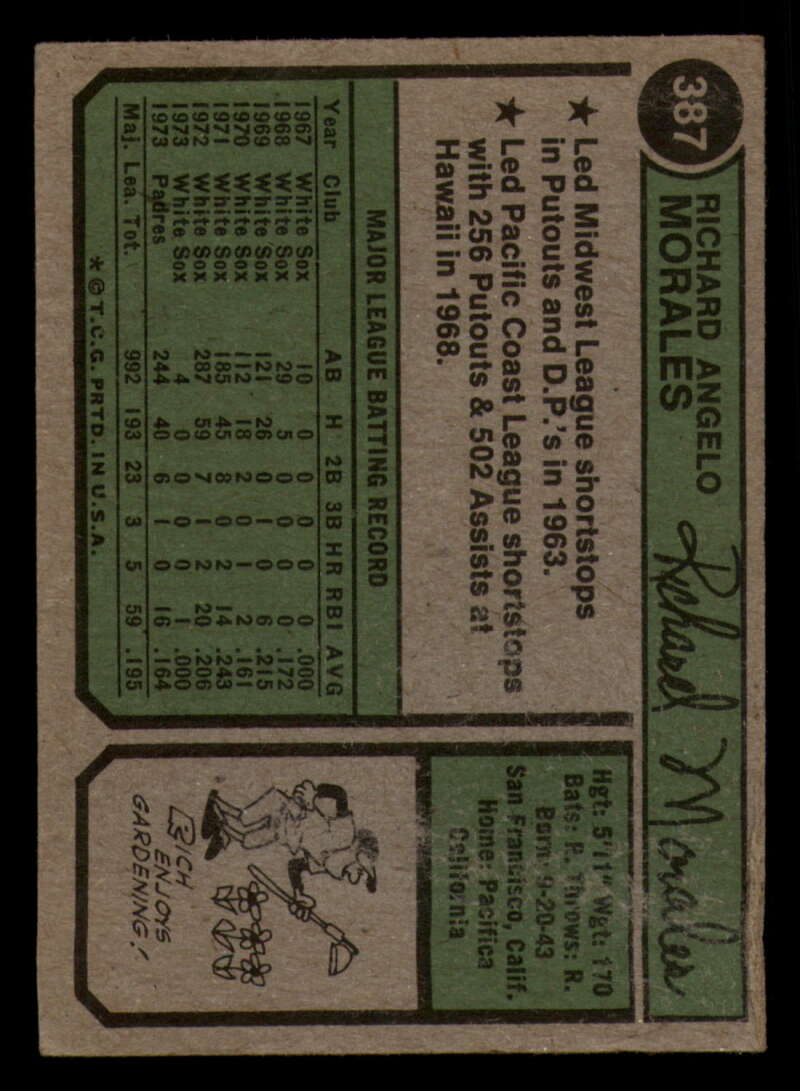 387
RICHARD ANGELO
MORALES
Richard Morales
★ Led Midwest League shortstops
in Putouts and D.P.'s in 1963.
★ Led Pacific Coast League shortstops
with 256 Putouts & 502 Assists at
Hawaii in 1968.
MAJOR LEAGUE BATTING RECORD
Year Club AB H 2B 3B HR RBI AVG
1967 White Sox 10 0 0 0 0 0 .000
1968 White Sox 29 5 0 0 0 0 .172
1969 White Sox 121 26 0 1 0 6 .215
1970 White Sox 112 18 2 0 1 2 .161
1971 White Sox 185 45 8 0 2 14 .243
1972 White Sox 287 59 7 1 2 20 .206
1973 White Sox 4 0 0 0 0 1 .000
1973 Padres 244 40 6 1 0 16 .164
Maj. Lea. Tot. 992 193 23 3 5 59 .195
* © T.C.G. PRTD. IN U.S.A.
Hgt: 5'11" Wgt: 170
Bats: R. Throws: R.
Born: 9-20-43
San Francisco, Calif.
Home: Pacifica
California
RICH
ENJOYS
GARDENING!